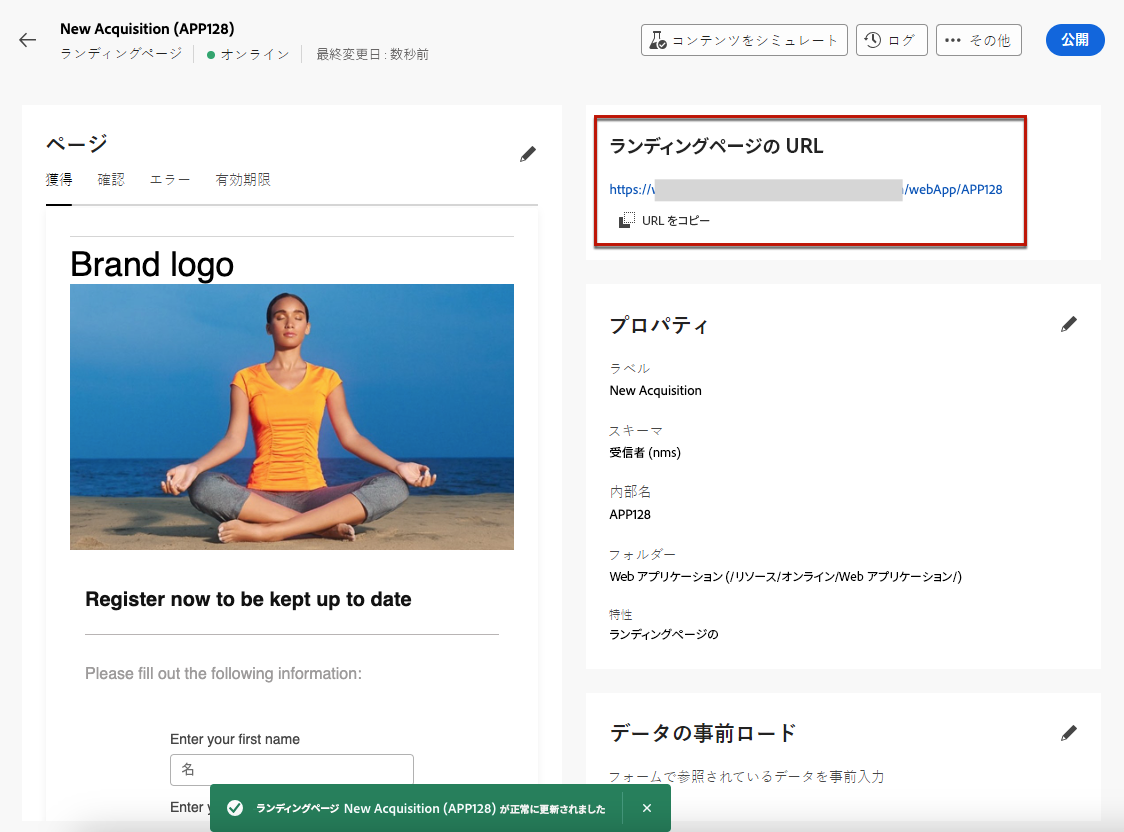 New Acquisition (APP128)
ランディングページ オンライン 最終変更日 : 数秒前
コンテンツをシミュレート ログ その他 公開
ページ
獲得 確認 エラー 有効期限
Brand logo
Register now to be kept up to date
Please fill out the following information:
Enter your first name
名
Enter
ランディングページの URL
https:// /webApp/APP128
URL をコピー
プロパティ
ラベル
New Acquisition
スキーマ
受信者 (nms)
内部名
APP128
フォルダー
Web アプリケーション (/リソース/オンライン/Web アプリケーション/)
特性
ランディングページの
データの事前ロード
フォームで参照されているデータを事前入力
ランディングページ New Acquisition (APP128) が正常に更新されました